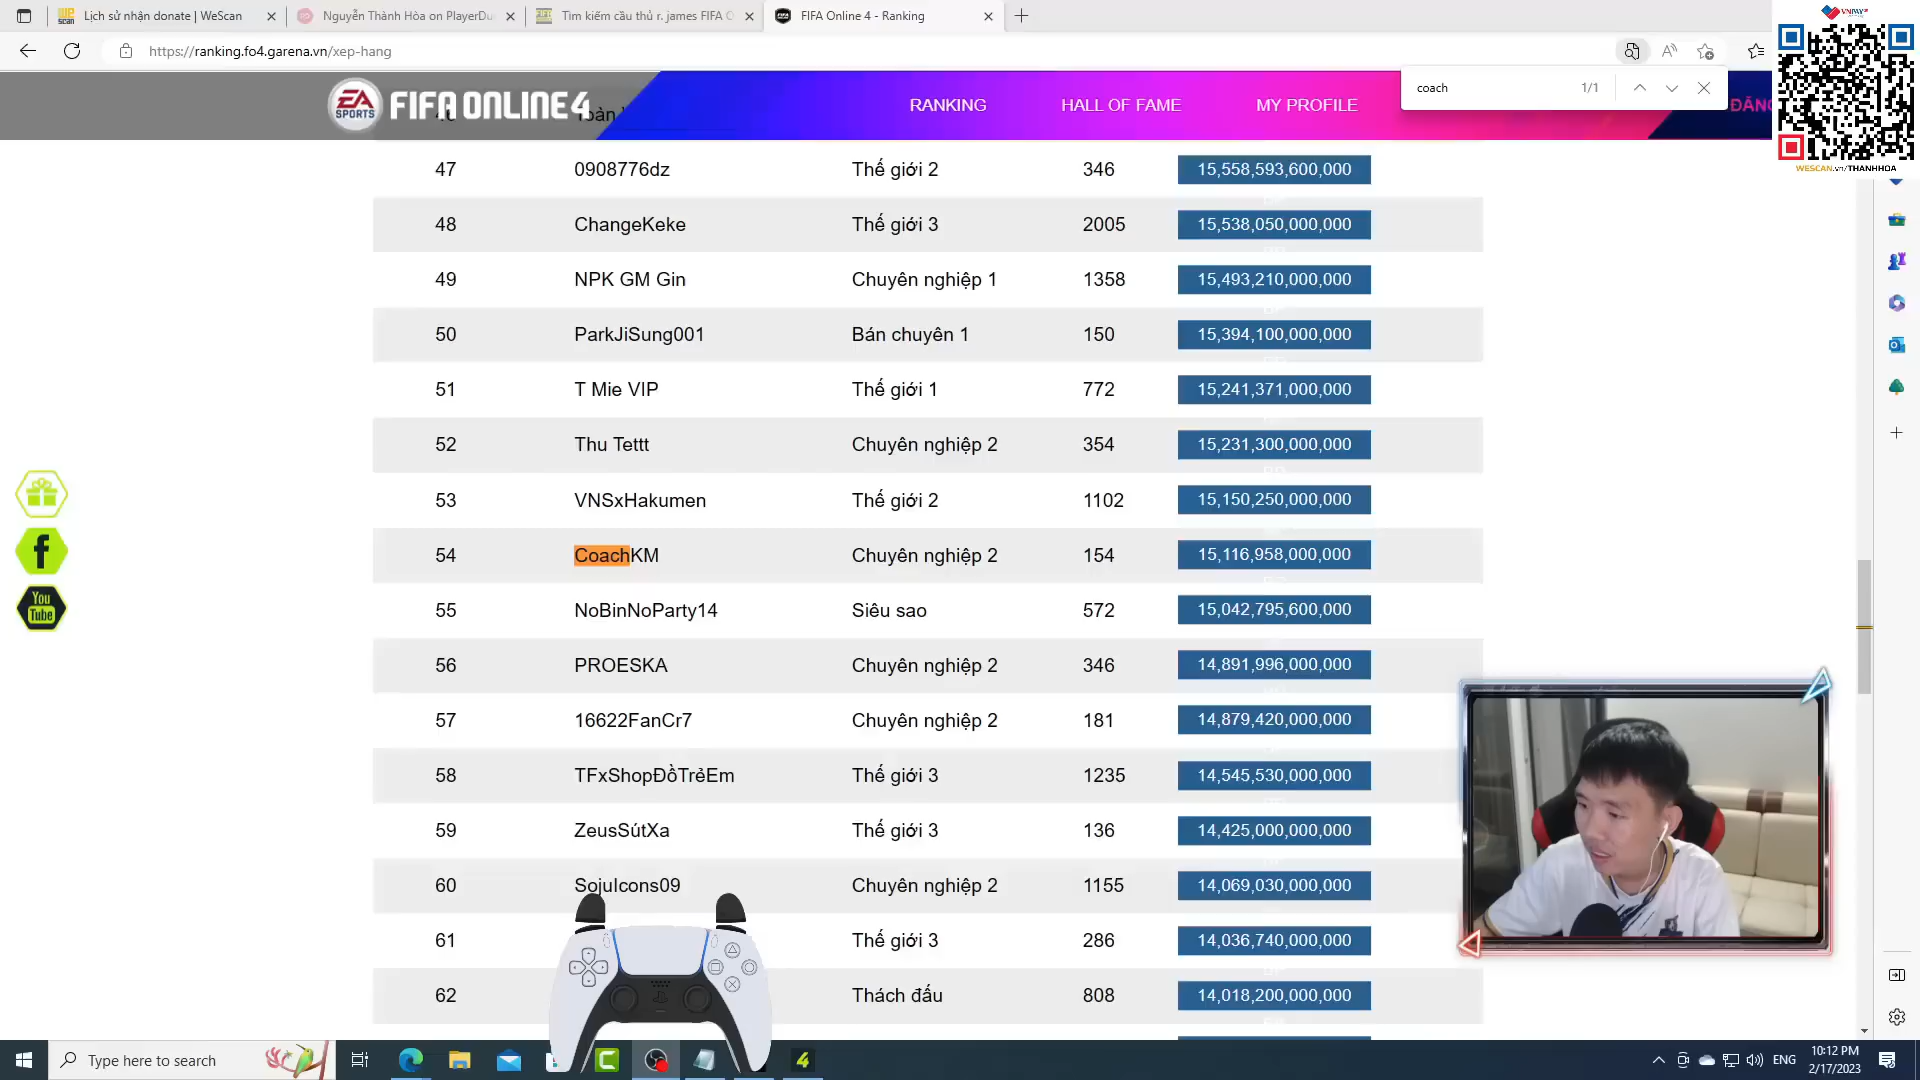 Lịch sử nhận donate | WeScan
Nguyễn Thành Hòa on PlayerDu
Tìm kiếm cầu thủ r. james FIFA O
FIFA Online 4 - Ranking
https://ranking.fo4.garena.vn/xep-hang
VNPAY
coach
1/1
EA SPORTS
FIFA ONLINE 4
RANKING
HALL OF FAME
MY PROFILE
ĐĂNG
WESCAN.vn/THANHHOA
47 0908776dz Thế giới 2 346 15,558,593,600,000
48 ChangeKeke Thế giới 3 2005 15,538,050,000,000
49 NPK GM Gin Chuyên nghiệp 1 1358 15,493,210,000,000
50 ParkJiSung001 Bán chuyên 1 150 15,394,100,000,000
51 T Mie VIP Thế giới 1 772 15,241,371,000,000
52 Thu Tettt Chuyên nghiệp 2 354 15,231,300,000,000
53 VNSxHakumen Thế giới 2 1102 15,150,250,000,000
54 CoachKM Chuyên nghiệp 2 154 15,116,958,000,000
55 NoBinNoParty14 Siêu sao 572 15,042,795,600,000
56 PROESKA Chuyên nghiệp 2 346 14,891,996,000,000
57 16622FanCr7 Chuyên nghiệp 2 181 14,879,420,000,000
58 TFxShopĐồTrẻEm Thế giới 3 1235 14,545,530,000,000
59 ZeusSútXa Thế giới 3 136 14,425,000,000,000
60 SojuIcons09 Chuyên nghiệp 2 1155 14,069,030,000,000
61 Thế giới 3 286 14,036,740,000,000
62 Thách đấu 808 14,018,200,000,000
You Tube
Type here to search
ENG
10:12 PM
2/17/2023